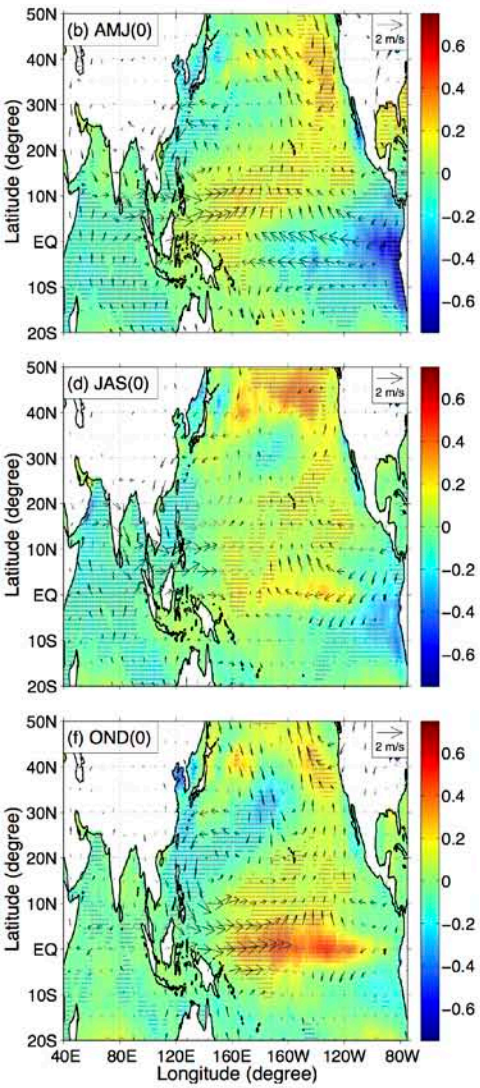 (b) AMJ(0)
2 m/s
50N
40N
30N
20N
10N
EQ
10S
20S
Latitude (degree)
0.6
0.4
0.2
0
-0.2
-0.4
-0.6
(d) JAS(0)
2 m/s
50N
40N
30N
20N
10N
EQ
10S
20S
Latitude (degree)
0.6
0.4
0.2
0
-0.2
-0.4
-0.6
(f) OND(0)
2 m/s
50N
40N
30N
20N
10N
EQ
10S
20S
Latitude (degree)
0.6
0.4
0.2
0
-0.2
-0.4
-0.6
40E 80E 120E 160E 160W 120W 80W
Longitude (degree)